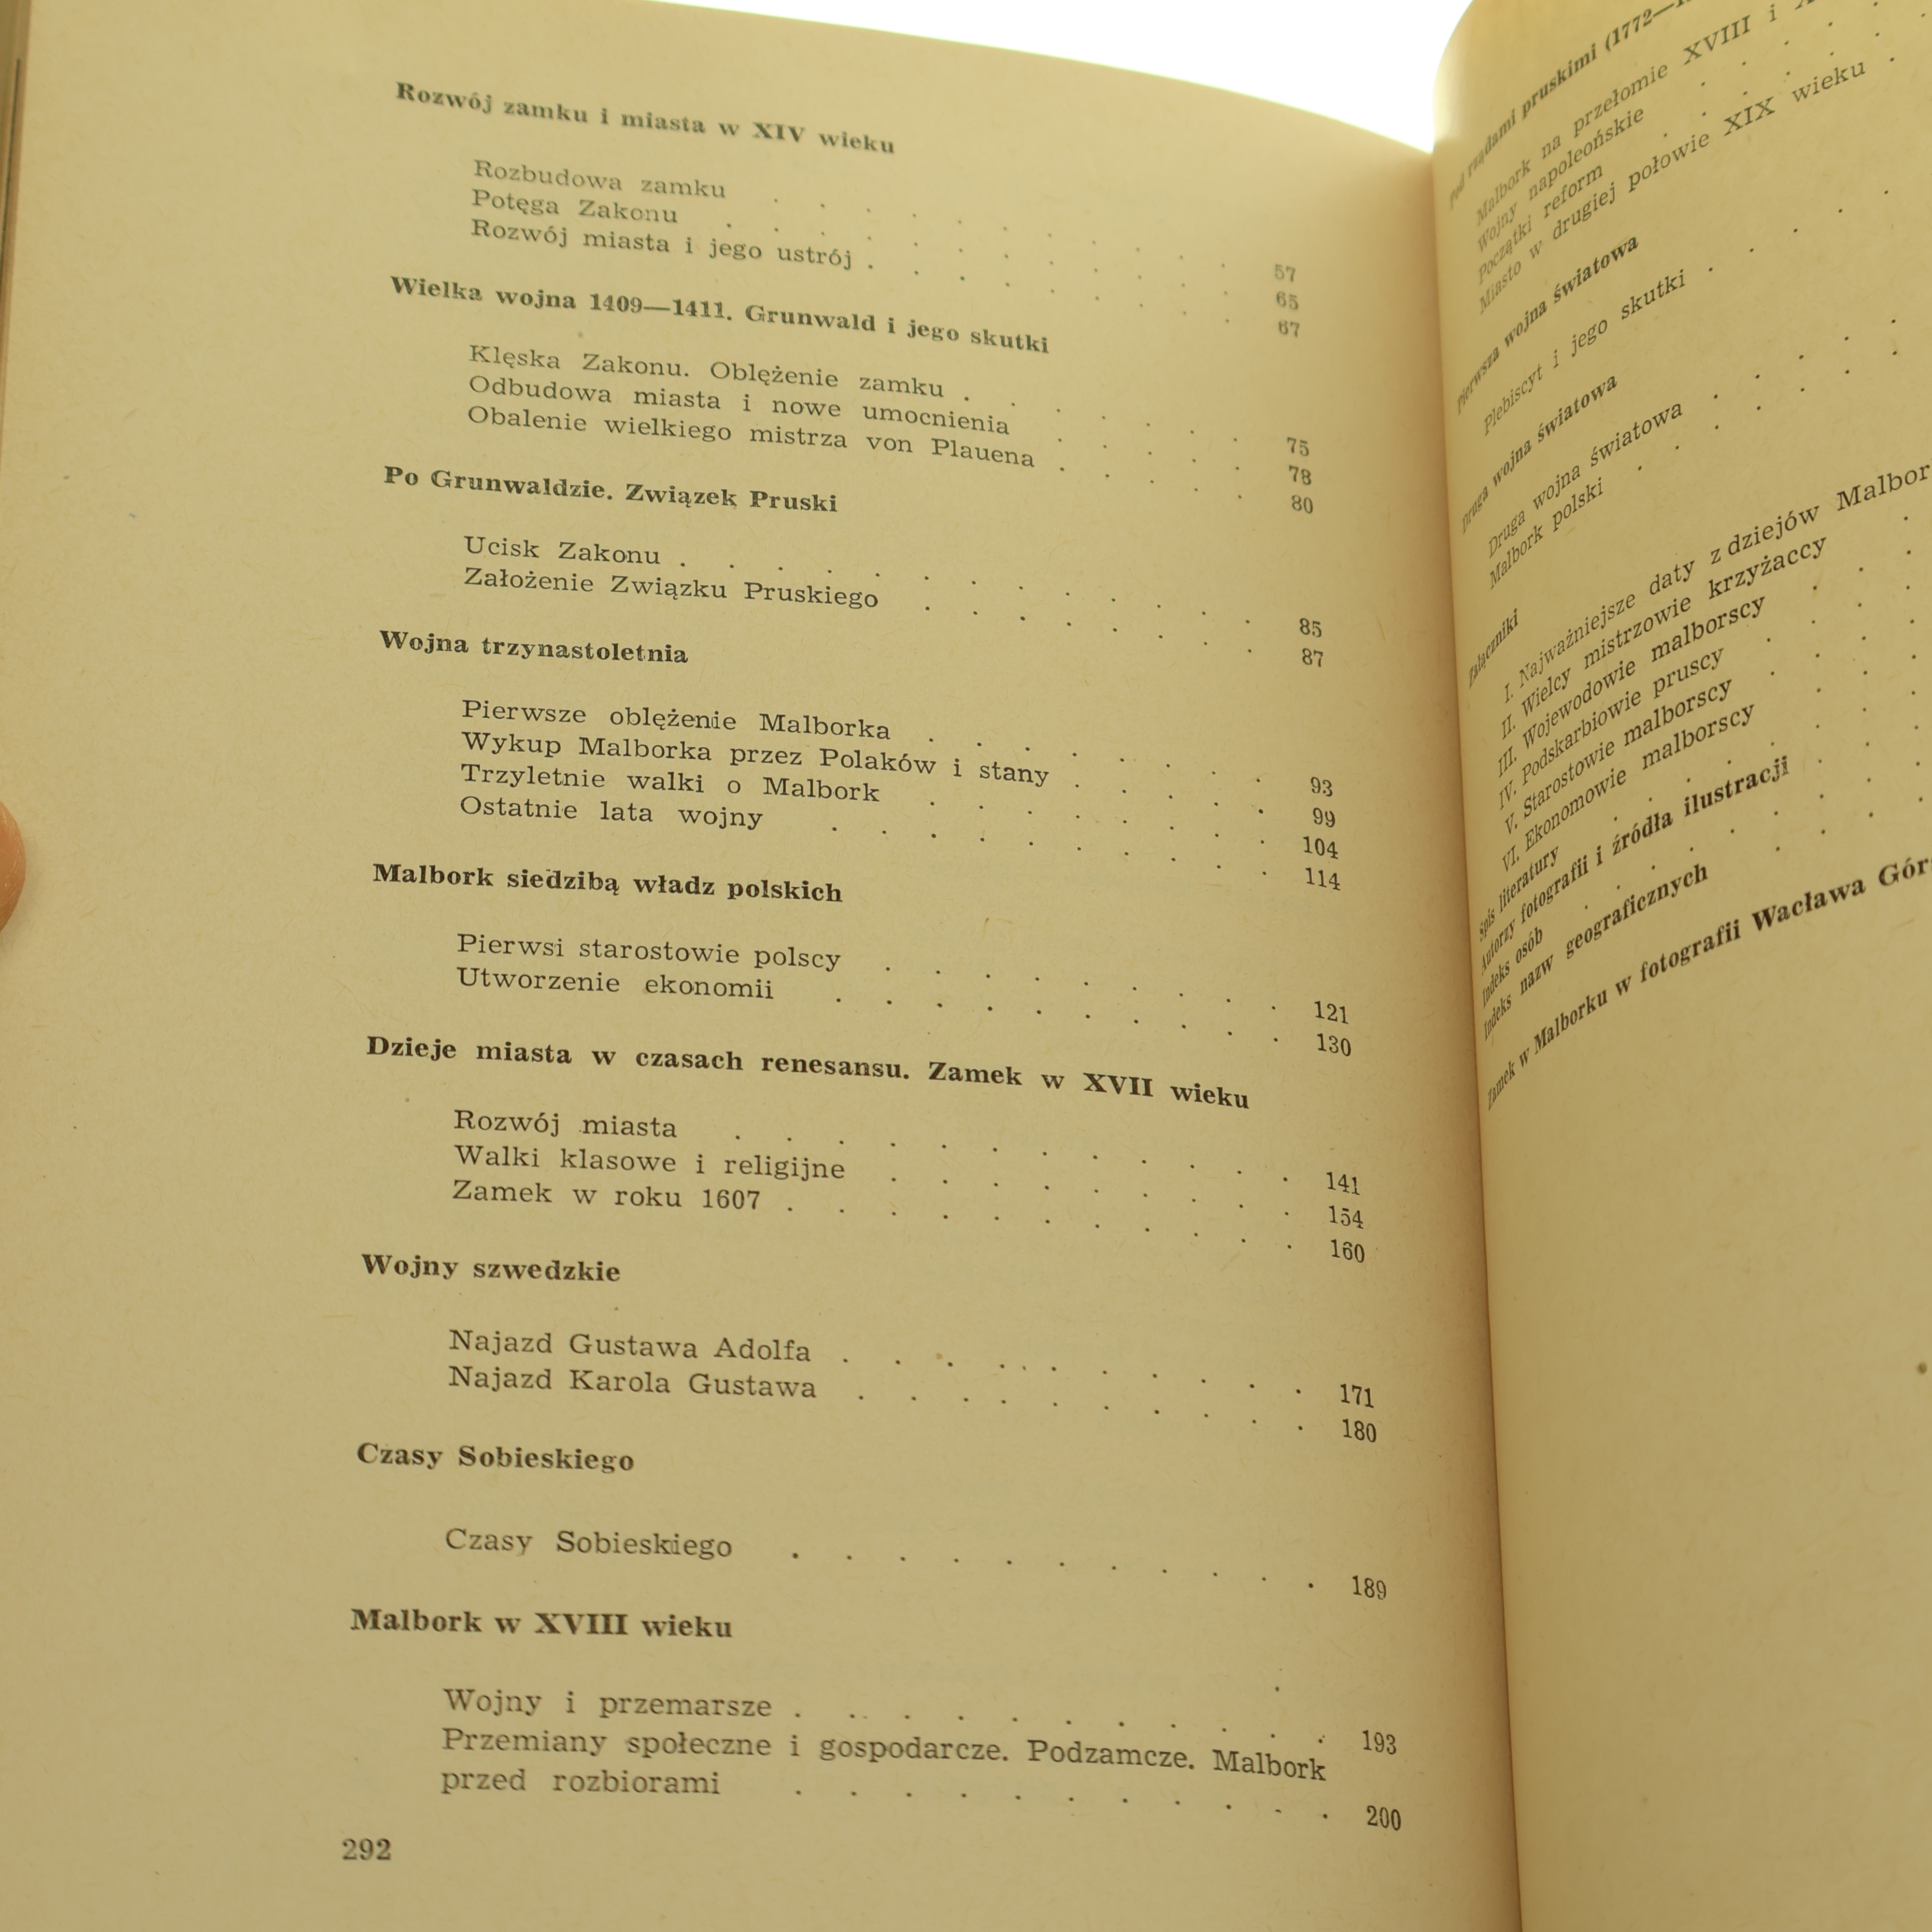 Rozwój zamku i miasta w XIV wieku
Rozbudowa zamku . . . . . . . . . . 57
Potęga Zakonu . . . . . . . . . . . 65
Rozwój miasta i jego ustrój . . . . . . . . 67
Wielka wojna 1409—1411. Grunwald i jego skutki
Klęska Zakonu. Oblężenie zamku . . . . . . . 75
Odbudowa miasta i nowe umocnienia . . . . . 78
Obalenie wielkiego mistrza von Plauena . . . . . 80
Po Grunwaldzie. Związek Pruski
Ucisk Zakonu . . . . . . . . . . . . 85
Założenie Związku Pruskiego . . . . . . . . 87
Wojna trzynastoletnia
Pierwsze oblężenie Malborka . . . . . . . . 93
Wykup Malborka przez Polaków i stany . . . . . 99
Trzyletnie walki o Malbork . . . . . . . . 104
Ostatnie lata wojny . . . . . . . . . . 114
Malbork siedzibą władz polskich
Pierwsi starostowie polscy . . . . . . . . . 121
Utworzenie ekonomii . . . . . . . . . . 130
Dzieje miasta w czasach renesansu. Zamek w XVII wieku
Rozwój miasta . . . . . . . . . . . . 141
Walki klasowe i religijne . . . . . . . . . 154
Zamek w roku 1607 . . . . . . . . . . . 160
Wojny szwedzkie
Najazd Gustawa Adolfa . . . . . . . . . . 171
Najazd Karola Gustawa . . . . . . . . . 180
Czasy Sobieskiego
Czasy Sobieskiego . . . . . . . . . . . 189
Malbork w XVIII wieku
Wojny i przemarsze . . . . . . . . . . . 193
Przemiany społeczne i gospodarcze. Podzamcze. Malbork
przed rozbiorami . . . . . . . . . . . 200
292
Pod rządami pruskimi (1772—
Malbork na przełomie XVIII i
Wojny napoleońskie
Początki reform
Miasto w drugiej połowie XIX wieku
Pierwsza wojna światowa
Plebiscyt i jego skutki
Druga wojna światowa
Druga wojna światowa
Malbork polski
Załączniki
I. Najważniejsze daty z dziejów
II. Wielcy mistrzowie krzyżaccy
III. Wojewodowie malborscy
IV. Podskarbiowie pruscy
V. Starostowie malborscy
VI. Ekonomowie malborscy
Spis literatury
Autorzy fotografii i źródła ilustracji
Indeks osób
Indeks nazw geograficznych
Zamek w Malborku w fotografii Wacława